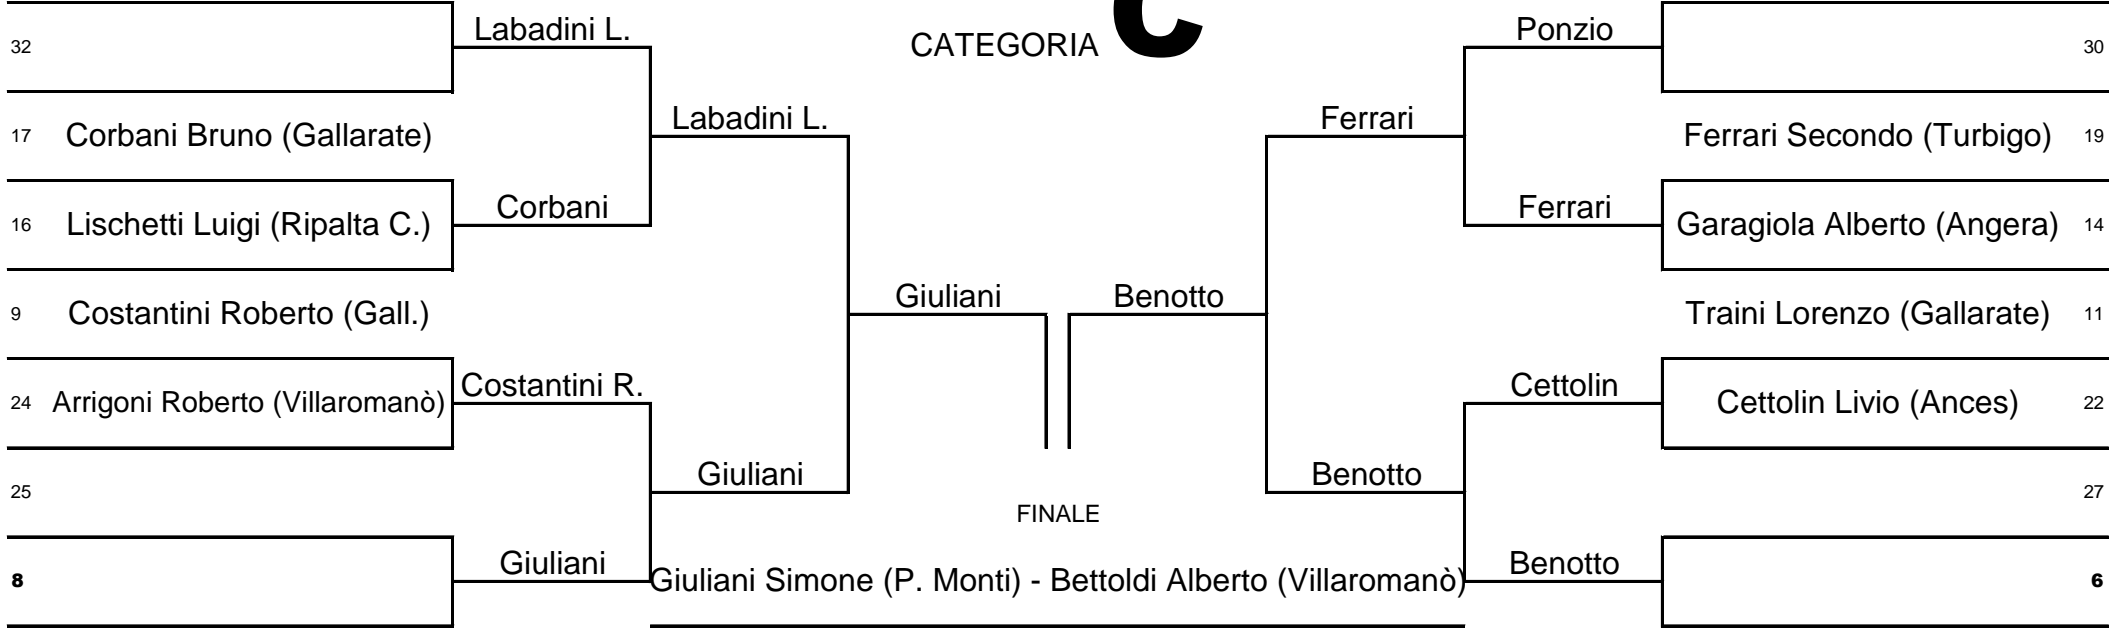 CATEGORIA C
32
Labadini L.
Ponzio
30
17 Corbani Bruno (Gallarate)
Labadini L.
Ferrari
Ferrari Secondo (Turbigo) 19
16 Lischetti Luigi (Ripalta C.)
Corbani
Ferrari
Garagiola Alberto (Angera) 14
9 Costantini Roberto (Gall.)
Giuliani
Benotto
Traini Lorenzo (Gallarate) 11
24 Arrigoni Roberto (Villaromanò)
Costantini R.
Cettolin
Cettolin Livio (Ances) 22
25
Giuliani
Benotto
27
FINALE
8
Giuliani
Giuliani Simone (P. Monti) - Bettoldi Alberto (Villaromanò)
Benotto
6